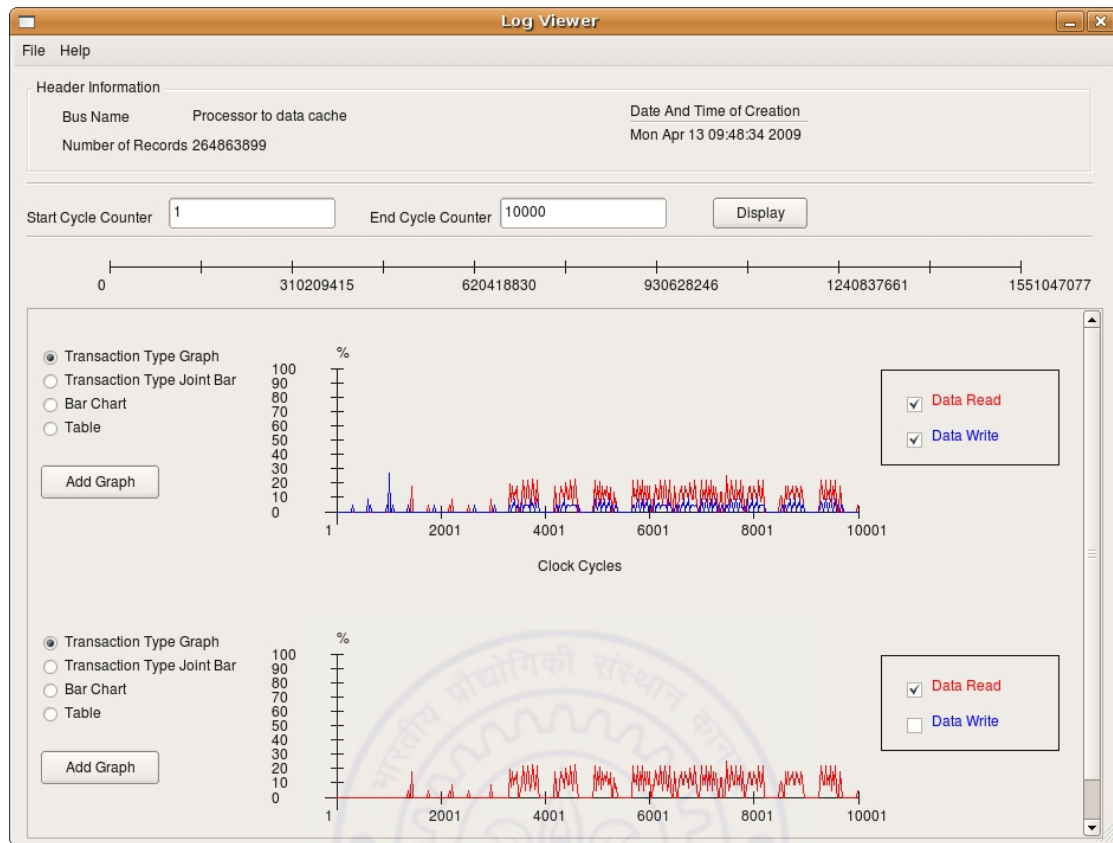 Log Viewer
File Help
Header Information
Bus Name Processor to data cache
Number of Records 264863899
Date And Time of Creation
Mon Apr 13 09:48:34 2009
Start Cycle Counter 1 End Cycle Counter 10000 Display
0 310209415 620418830 930628246 1240837661 1551047077
Transaction Type Graph
Transaction Type Joint Bar
Bar Chart
Table
Add Graph
%
100
90
80
70
60
50
40
30
20
10
0
1 2001 4001 6001 8001 10001
Clock Cycles
Data Read
Data Write
Transaction Type Graph
Transaction Type Joint Bar
Bar Chart
Table
Add Graph
%
100
90
80
70
60
50
40
30
20
10
0
1 2001 4001 6001 8001 10001
Data Read
Data Write
भारतीय प्रौद्योगिकी संस्थान